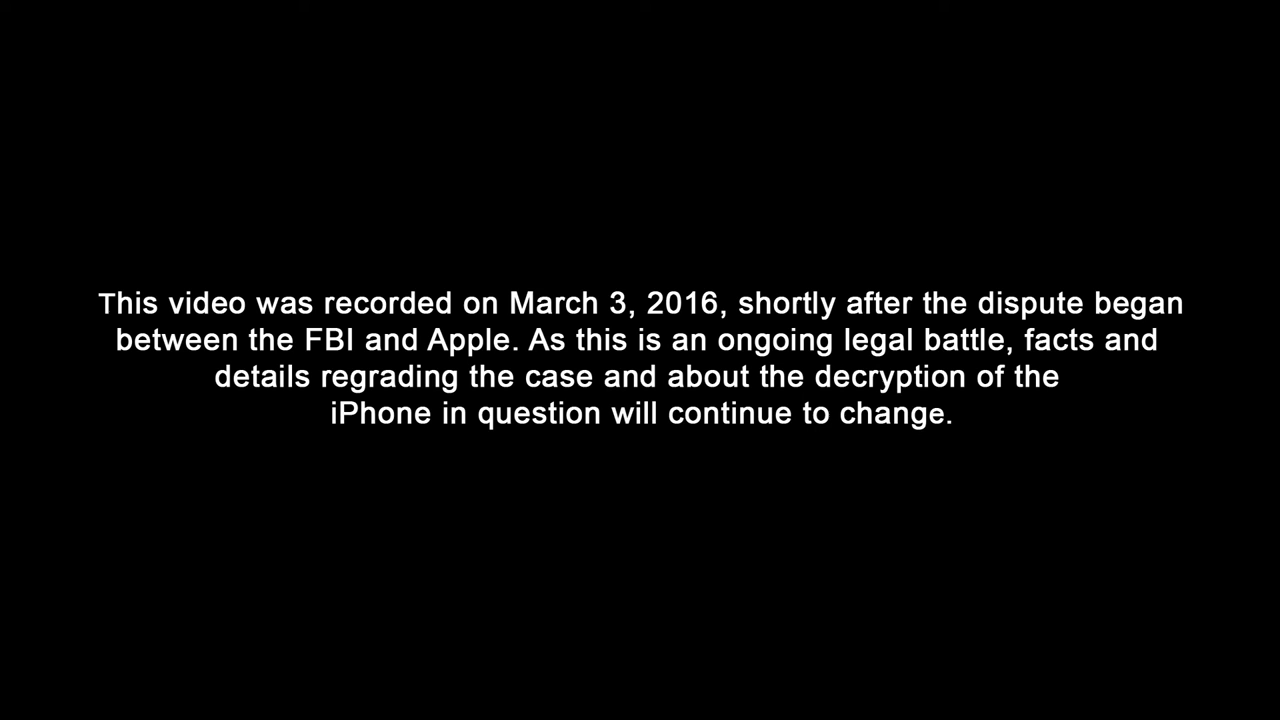 This video was recorded on March 3, 2016, shortly after the dispute began
between the FBI and Apple. As this is an ongoing legal battle, facts and
details regrading the case and about the decryption of the
iPhone in question will continue to change.